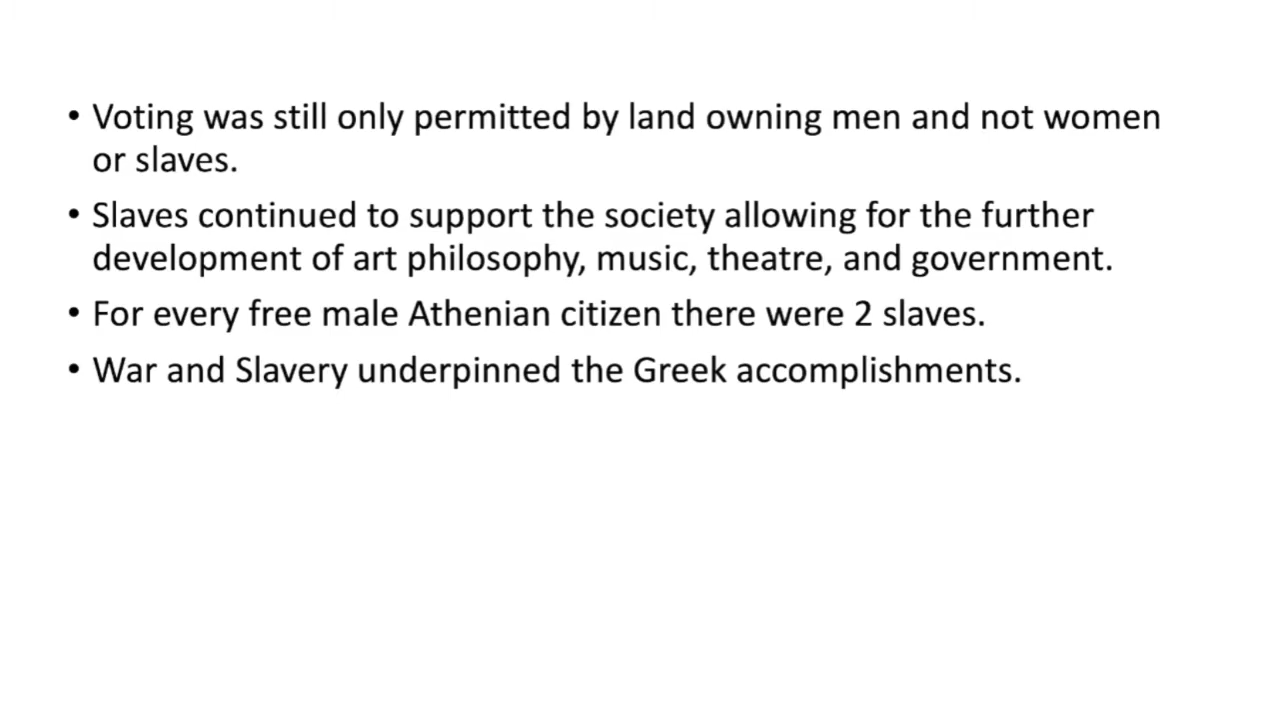 • Voting was still only permitted by land owning men and not women
or slaves.
• Slaves continued to support the society allowing for the further
development of art philosophy, music, theatre, and government.
• For every free male Athenian citizen there were 2 slaves.
• War and Slavery underpinned the Greek accomplishments.